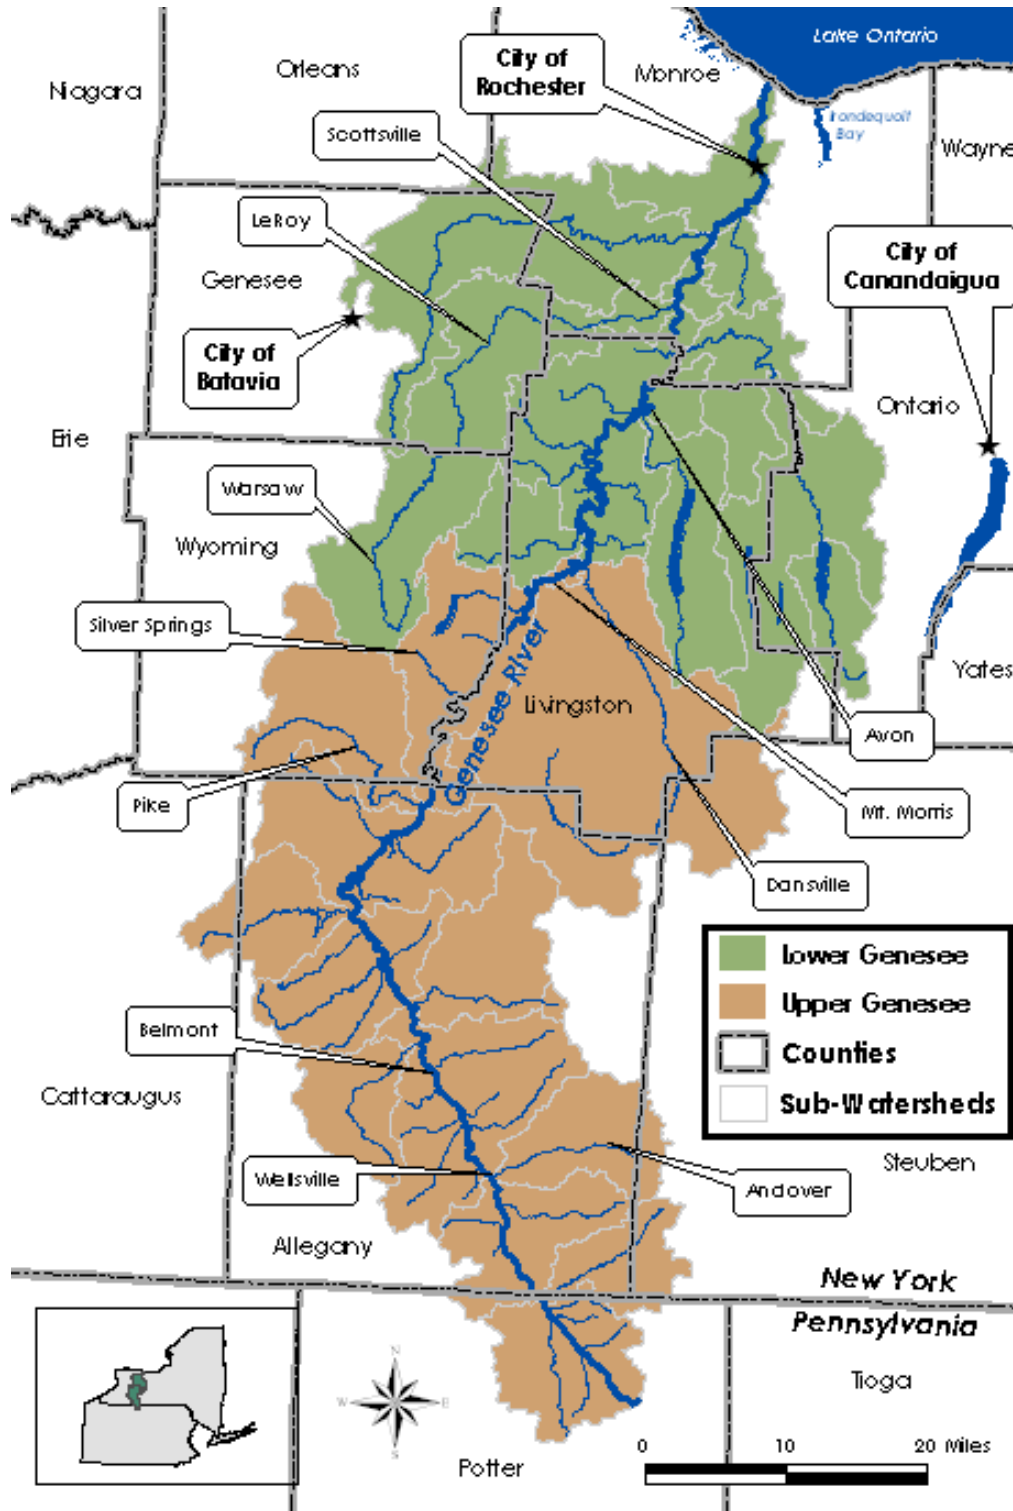 Lake Ontario
City of
Rochester
Orleans
Monroe
Niagara
Irondequoit
Bay
Scottsville
Wayne
LeRoy
City of
Canandaigua
Genesee
City of
Batavia
Ontario
Erie
Warsaw
Wyoming
Silver Springs
Genesee River
Yates
Livingston
Avon
Pike
Mt. Morris
Dansville
Lower Genesee
Upper Genesee
Counties
Sub-Watersheds
Belmont
Cattaraugus
Steuben
Wellsville
Andover
Allegany
New York
Pennsylvania
Tioga
N
W
E
S
0 10 20 Miles
Potter